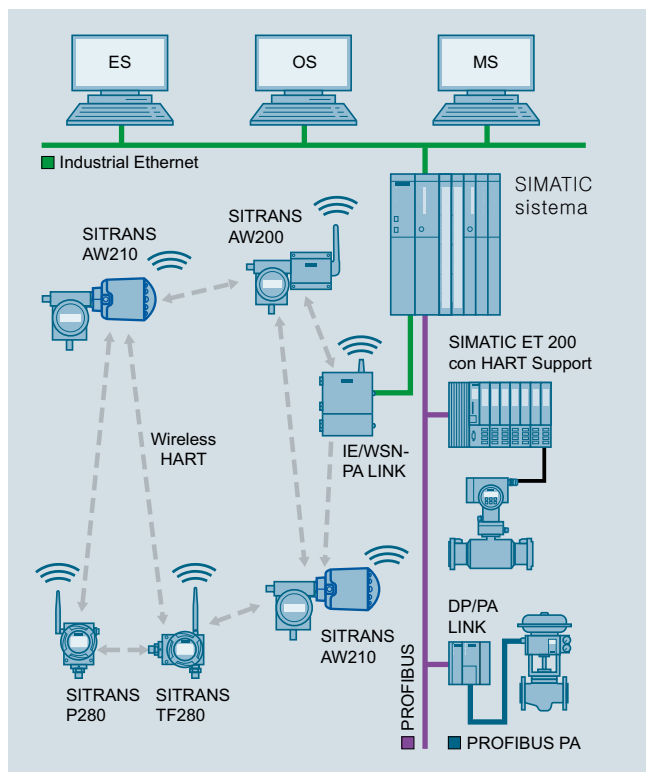 ES
OS
MS
Industrial Ethernet
SIMATIC
sistema
SITRANS
AW200
SITRANS
AW210
SIMATIC ET 200
con HART Support
Wireless
HART
IE/WSN-
PA LINK
DP/PA
LINK
SITRANS
AW210
SITRANS
P280
SITRANS
TF280
PROFIBUS
PROFIBUS PA